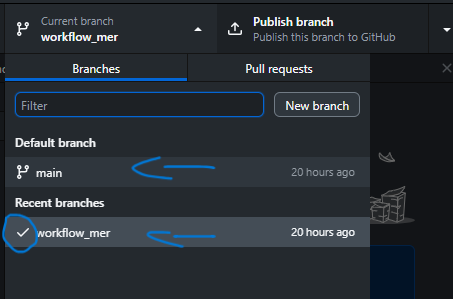 Current branch
workflow_mer
Publish branch
Publish this branch to GitHub
Branches
Pull requests
Filter
New branch
Default branch
main 20 hours ago
Recent branches
workflow_mer 20 hours ago